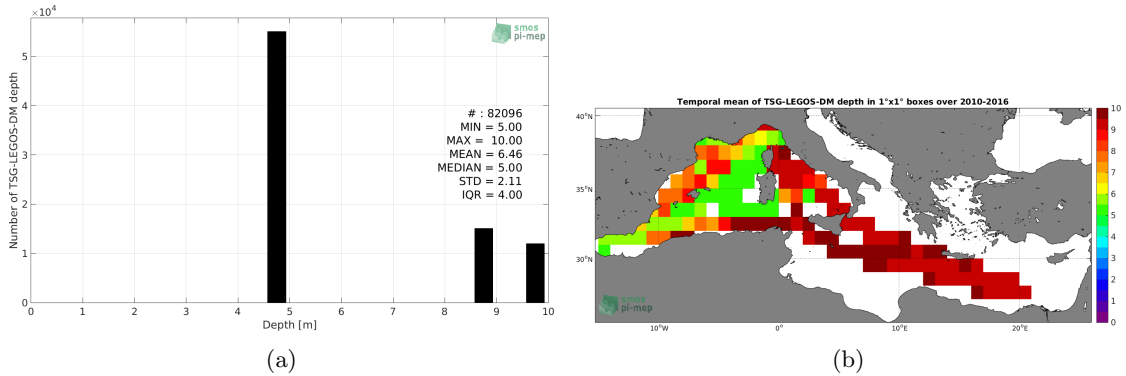 ×10⁴
smos
pi-mep
5
4
3
2
1
0
Number of TSG-LEGOS-DM depth
# : 82096
MIN = 5.00
MAX = 10.00
MEAN = 6.46
MEDIAN = 5.00
STD = 2.11
IQR = 4.00
0 1 2 3 4 5 6 7 8 9 10
Depth [m]
(a)
Temporal mean of TSG-LEGOS-DM depth in 1°x1° boxes over 2010-2016
40°N
35°N
30°N
smos
pi-mep
10°W 0° 10°E 20°E
10
9
8
7
6
5
4
3
2
1
0
(b)